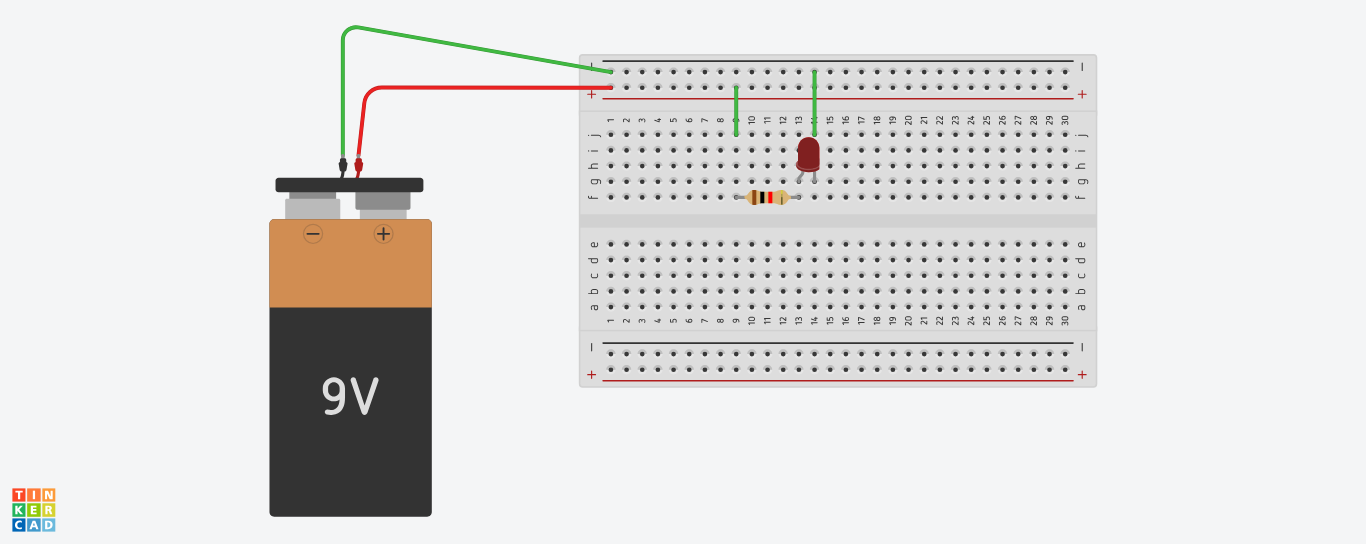 − −
+ +
1 2 3 4 5 6 7 8 9 10 11 12 13 14 15 16 17 18 19 20 21 22 23 24 25 26 27 28 29 30
j j
i i
h h
g g
f f
− +
e e
d d
c c
b b
a a
1 2 3 4 5 6 7 8 9 10 11 12 13 14 15 16 17 18 19 20 21 22 23 24 25 26 27 28 29 30
− −
+ +
9V
TIN
KER
CAD